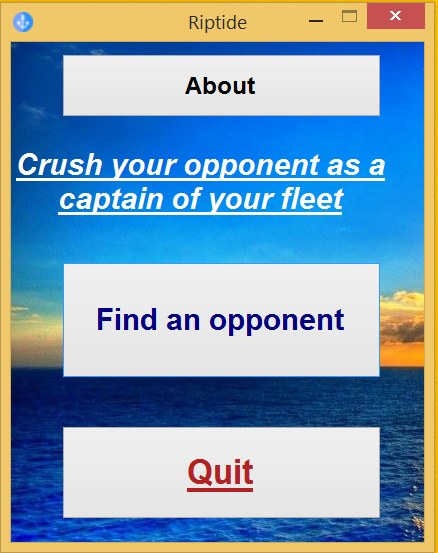 Riptide
About
Crush your opponent as a
captain of your fleet
Find an opponent
Quit